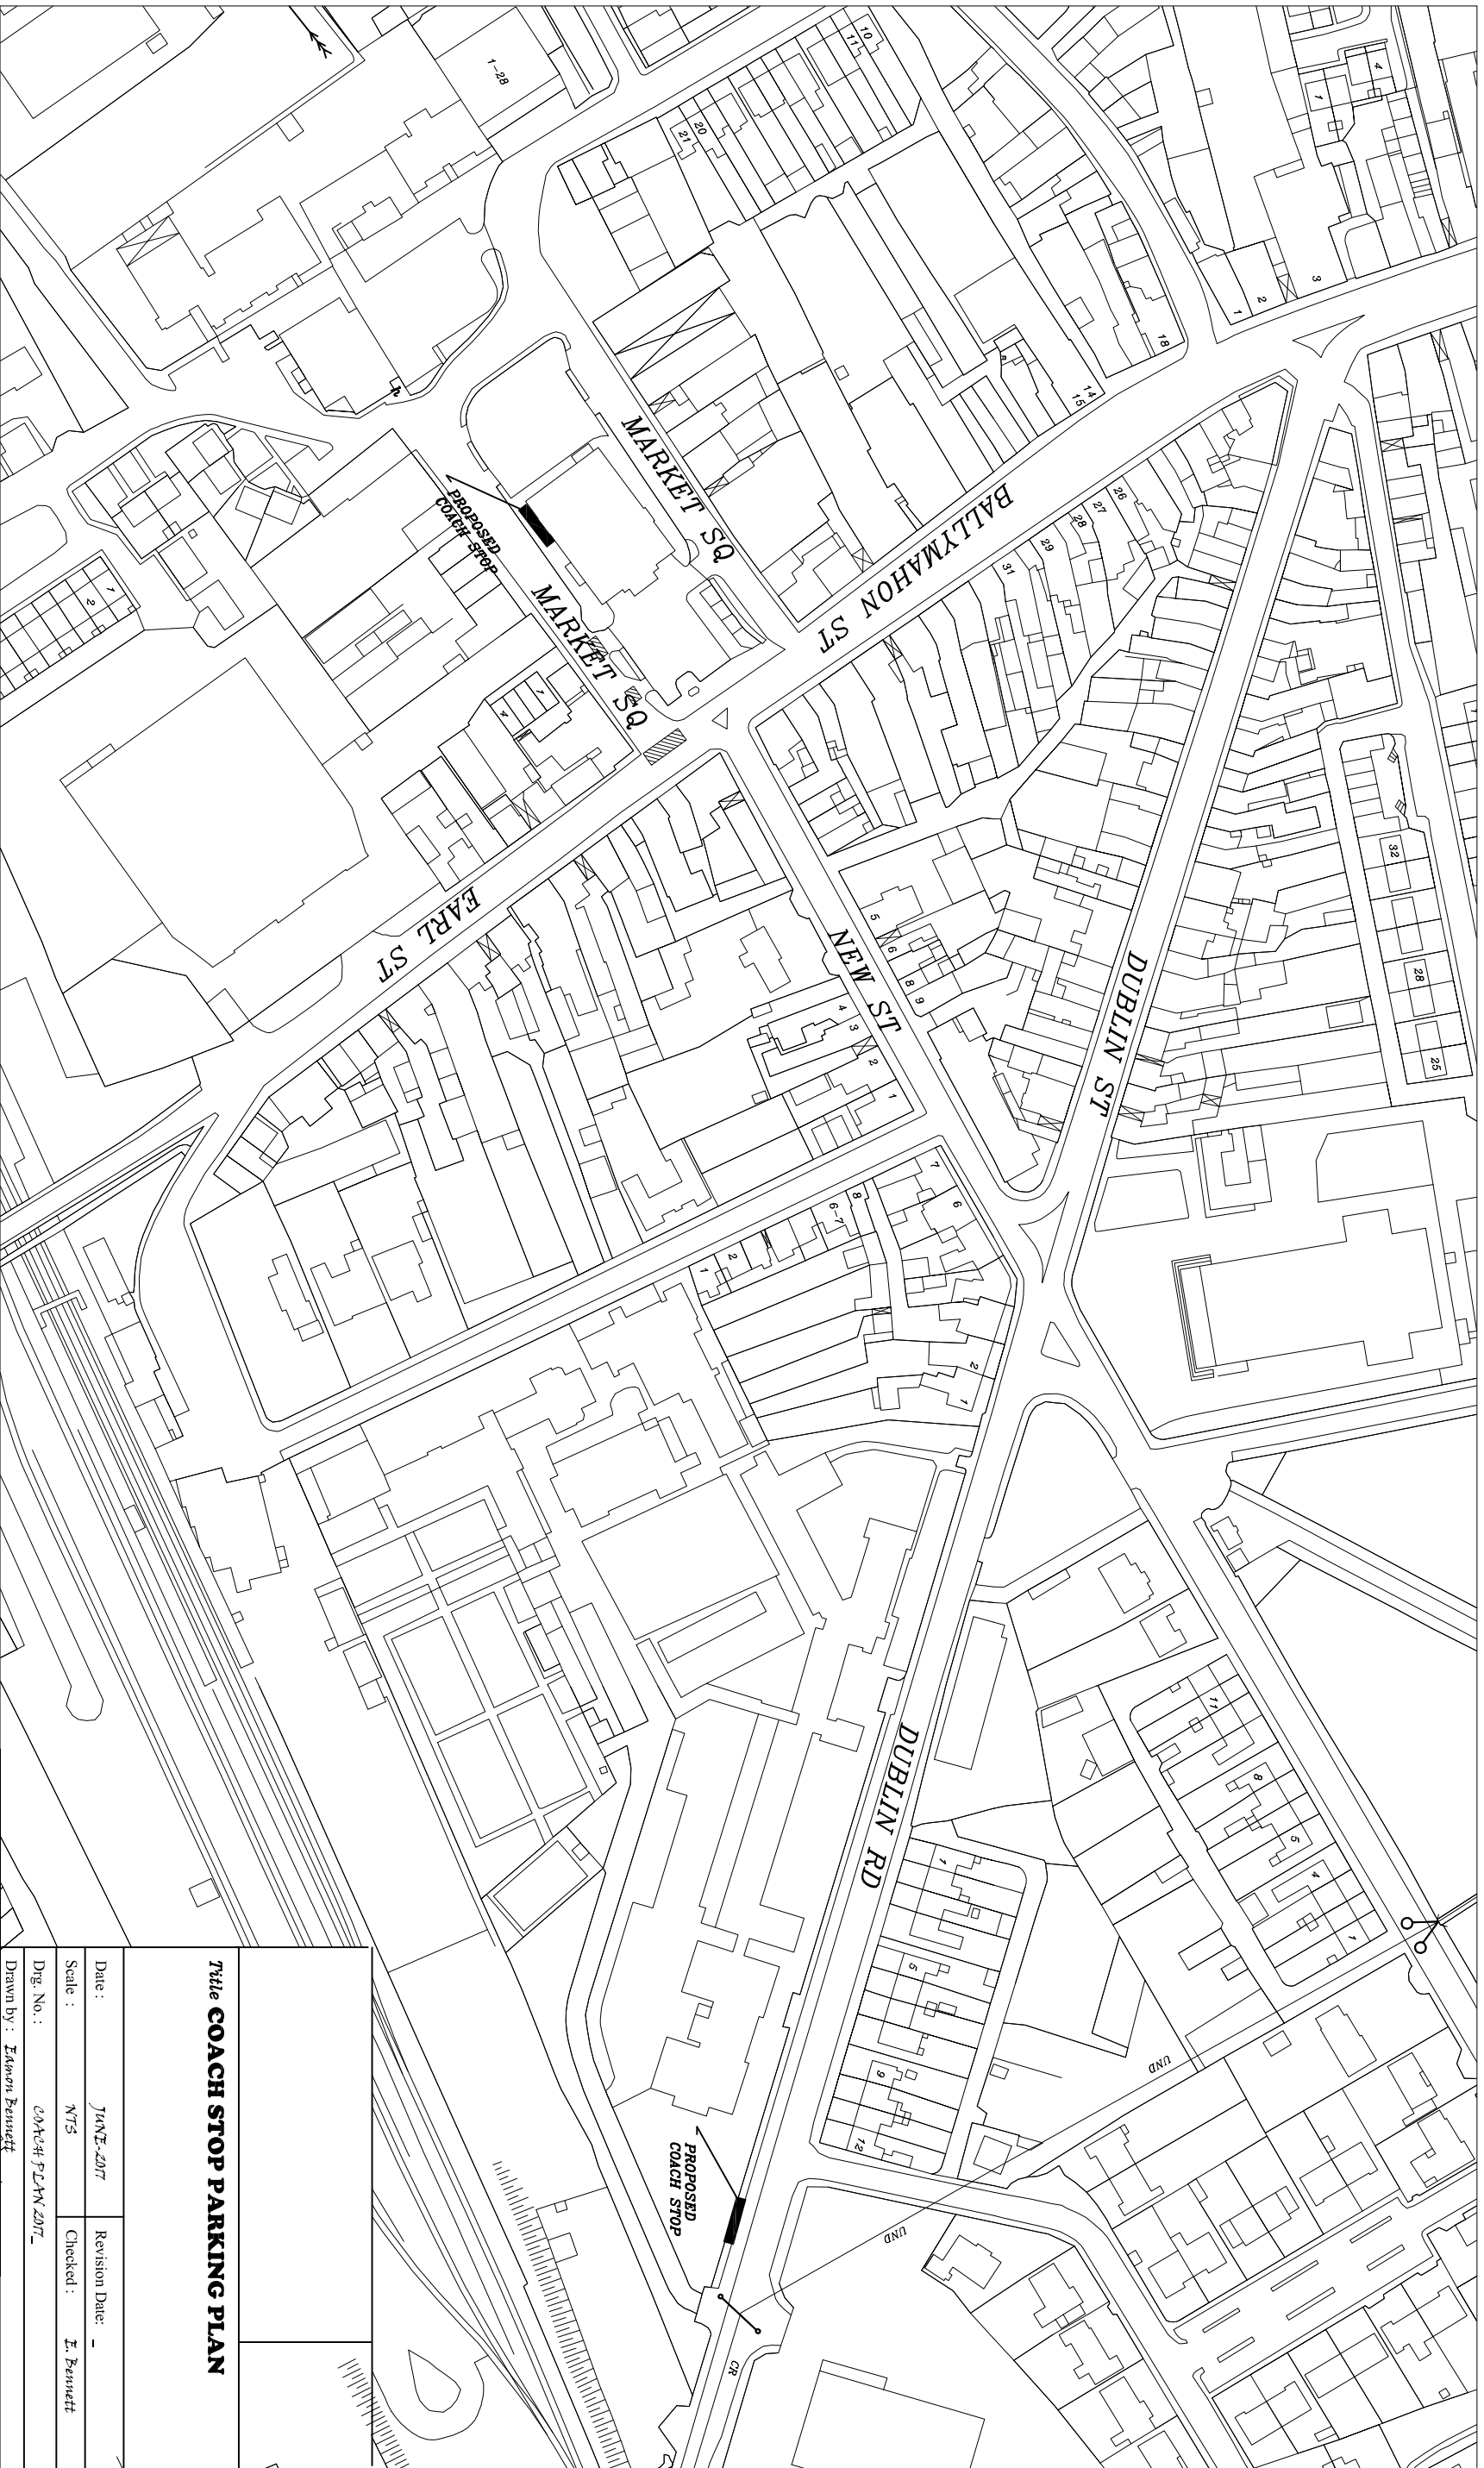 1-28
10
11
20
21
4
1
1
2
3
18
14
15
MARKET SQ
BALLYMAHON ST
PROPOSED
COACH STOP
MARKET SQ
26
27
28
29
31
1
2
1
4
32
28
25
EARL ST
NEW ST
DUBLIN ST
5
6
8
9
4
3
2
1
7
6
8
6-7
2
1
2
1
DUBLIN RD
11
8
5
4
1
1
5
9
12
UND
UND
PROPOSED
COACH STOP
CR
Title COACH STOP PARKING PLAN
Date : JUNE-2017
Revision Date: -
Scale : NTS
Checked : E. Bennett
Drg. No. : COACH PLAN 2017_
Drawn by : Eamon Bennett